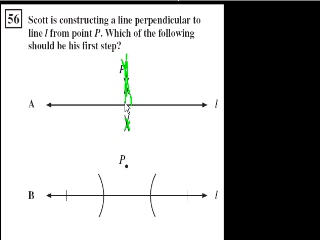 56 Scott is constructing a line perpendicular to
line l from point P. Which of the following
should be his first step?
P
A l
P
B l